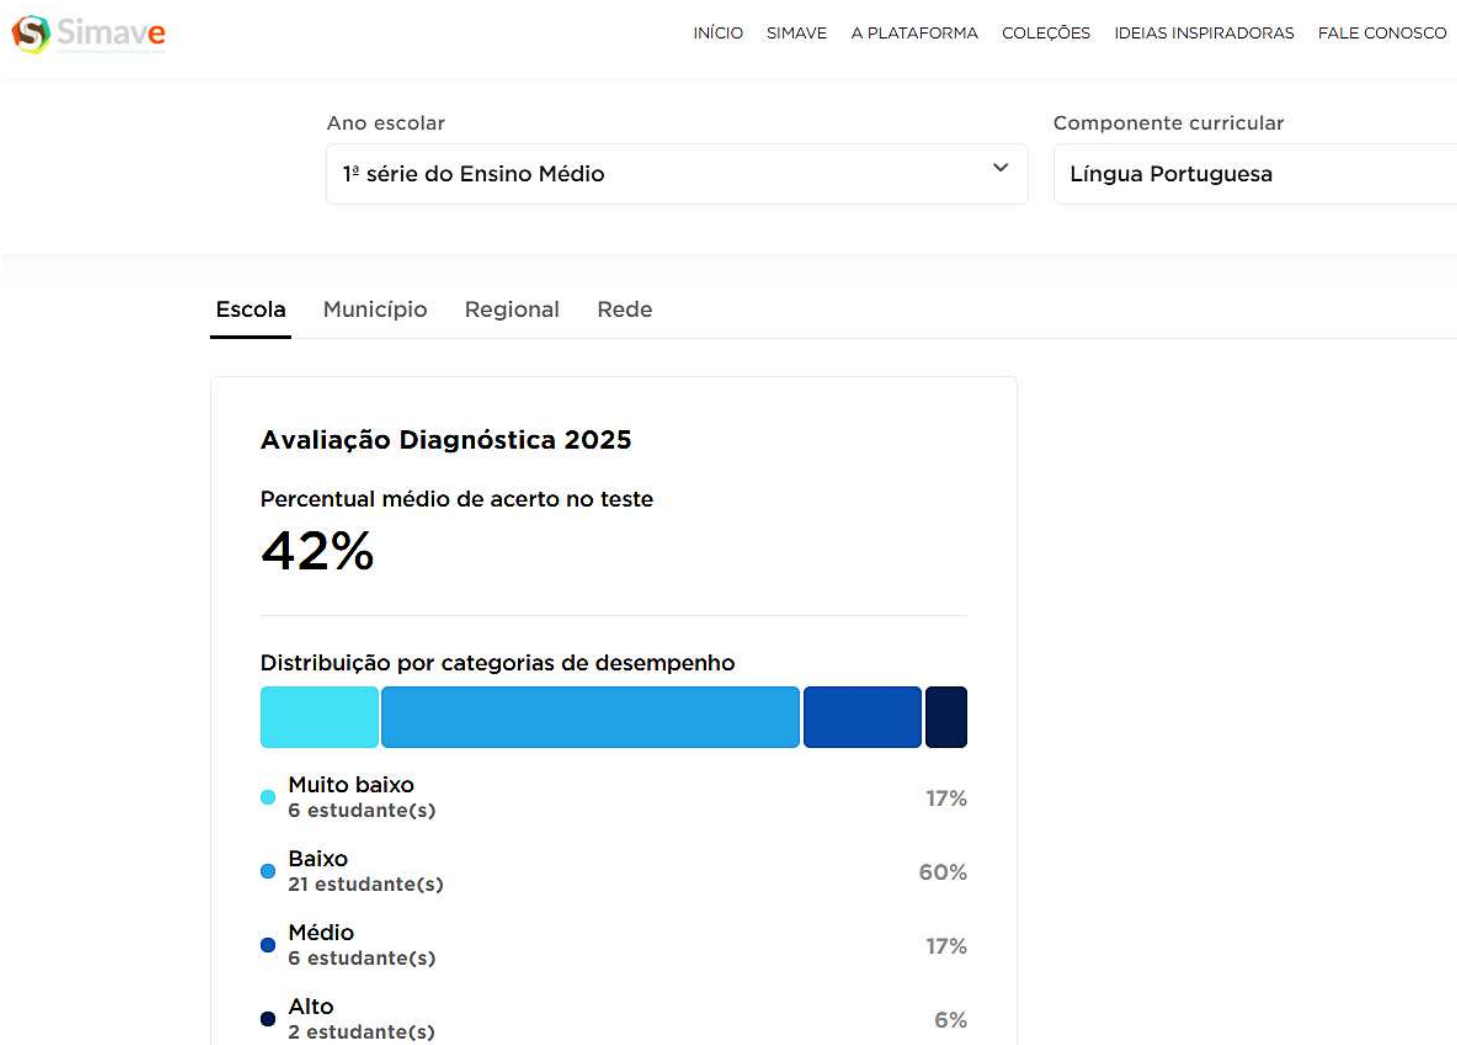 Simave
INÍCIO SIMAVE A PLATAFORMA COLEÇÕES IDEIAS INSPIRADORAS FALE CONOSCO
Ano escolar
1ª série do Ensino Médio
Componente curricular
Língua Portuguesa
Escola Município Regional Rede
Avaliação Diagnóstica 2025
Percentual médio de acerto no teste
42%
Distribuição por categorias de desempenho
Muito baixo
6 estudante(s)
17%
Baixo
21 estudante(s)
60%
Médio
6 estudante(s)
17%
Alto
2 estudante(s)
6%